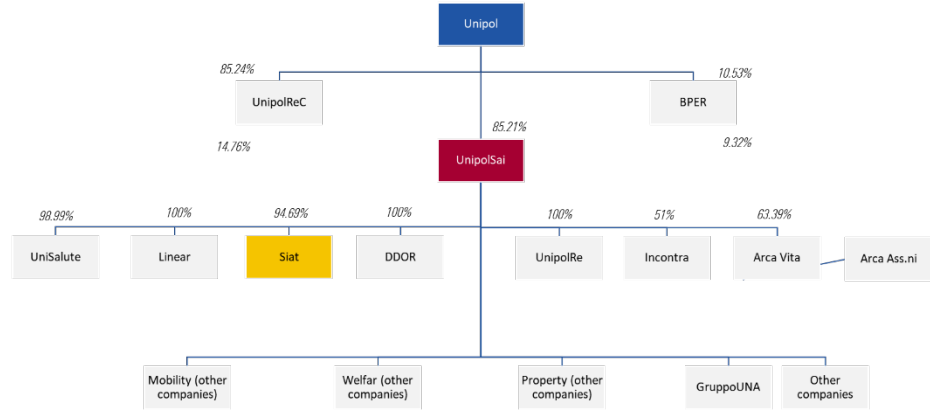 Unipol
85.24%
10.53%
UnipolReC
BPER
85.21%
14.76%
9.32%
UnipolSai
98.99%
100%
94.69%
100%
100%
51%
63.39%
UniSalute
Linear
Siat
DDOR
UnipolRe
Incontra
Arca Vita
Arca Ass.ni
Mobility (other
companies)
Welfar (other
companies)
Property (other
companies)
GruppoUNA
Other
companies